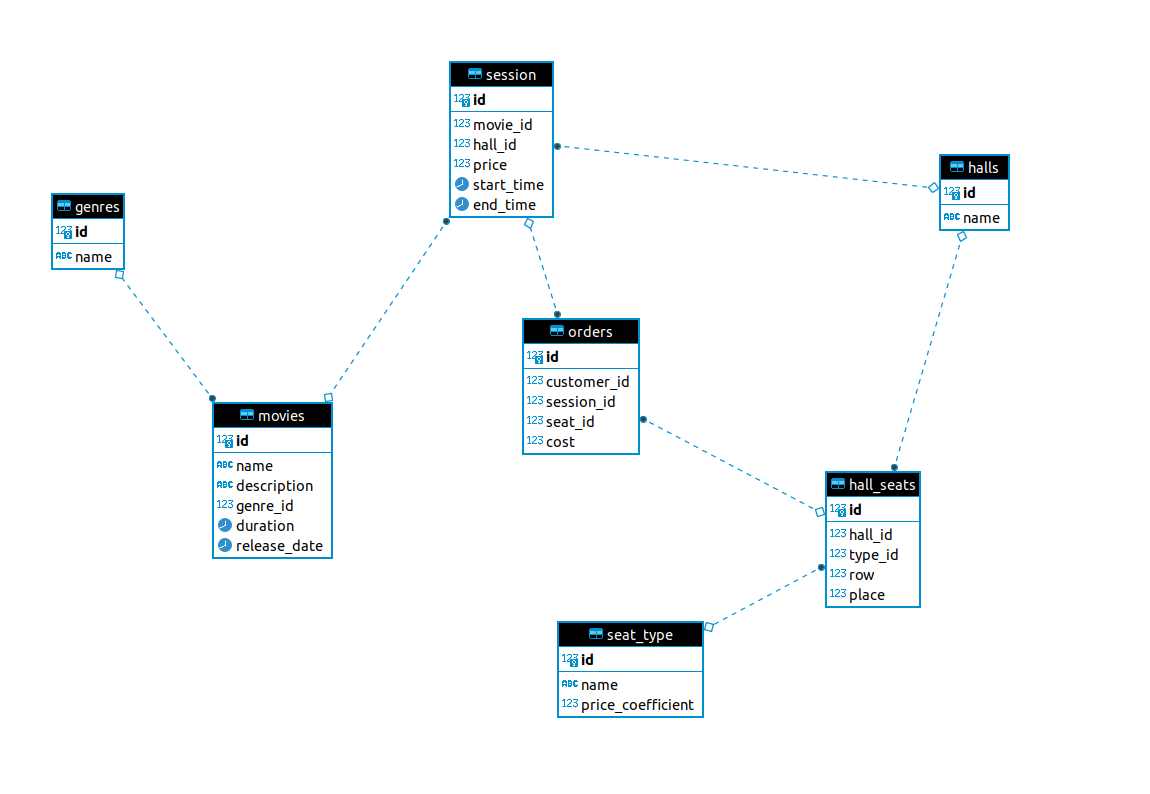 session
123 id
123 movie_id
123 hall_id
123 price
start_time
end_time
halls
123 id
ABC name
genres
123 id
ABC name
orders
123 id
123 customer_id
123 session_id
123 seat_id
123 cost
movies
123 id
ABC name
ABC description
123 genre_id
duration
release_date
hall_seats
123 id
123 hall_id
123 type_id
123 row
123 place
seat_type
123 id
ABC name
123 price_coefficient